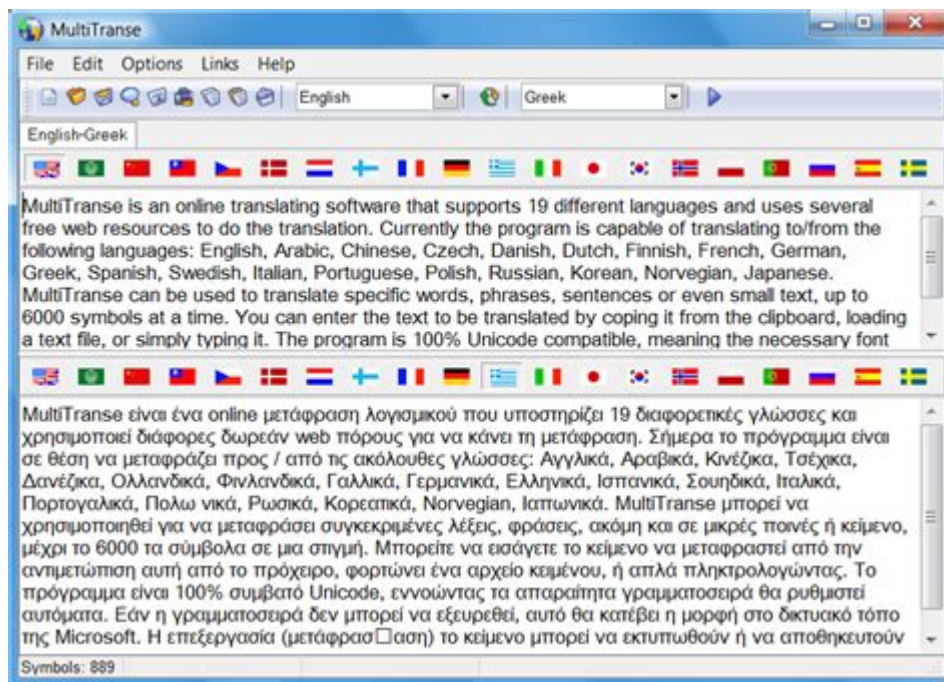 MultiTranse
File Edit Options Links Help
English Greek
English-Greek
MultiTranse is an online translating software that supports 19 different languages and uses several
free web resources to do the translation. Currently the program is capable of translating to/from the
following languages: English, Arabic, Chinese, Czech, Danish, Dutch, Finnish, French, German,
Greek, Spanish, Swedish, Italian, Portuguese, Polish, Russian, Korean, Norvegian, Japanese.
MultiTranse can be used to translate specific words, phrases, sentences or even small text, up to
6000 symbols at a time. You can enter the text to be translated by coping it from the clipboard, loading
a text file, or simply typing it. The program is 100% Unicode compatible, meaning the necessary font
MultiTranse είναι ένα online μετάφραση λογισμικού που υποστηρίζει 19 διαφορετικές γλώσσες και
χρησιμοποιεί διάφορες δωρεάν web πόρους για να κάνει τη μετάφραση. Σήμερα το πρόγραμμα είναι
σε θέση να μεταφράζει προς / από τις ακόλουθες γλώσσες: Αγγλικά, Αραβικά, Κινέζικα, Τσέχικα,
Δανέζικα, Ολλανδικά, Φινλανδικά, Γαλλικά, Γερμανικά, Ελληνικά, Ισπανικά, Σουηδικά, Ιταλικά,
Πορτογαλικά, Πολω νικά, Ρωσικά, Κορεατικά, Norvegian, Ιαπωνικά. MultiTranse μπορεί να
χρησιμοποιηθεί για να μεταφράσει συγκεκριμένες λέξεις, φράσεις, ακόμη και σε μικρές ποινές ή κείμενο,
μέχρι το 6000 τα σύμβολα σε μια στιγμή. Μπορείτε να εισάγετε το κείμενο να μεταφραστεί από την
αντιμετώπιση αυτή από το πρόχειρο, φορτώνει ένα αρχείο κειμένου, ή απλά πληκτρολογώντας. Το
πρόγραμμα είναι 100% συμβατό Unicode, εννοώντας τα απαραίτητα γραμματοσειρά θα ρυθμιστεί
αυτόματα. Εάν η γραμματοσειρά δεν μπορεί να εξευρεθεί, αυτό θα κατέβει η μορφή στο δικτυακό τόπο
της Microsoft. Η επεξεργασία (μετάφρασ□αση) το κείμενο μπορεί να εκτυπωθούν ή να αποθηκευτούν
Symbols: 889